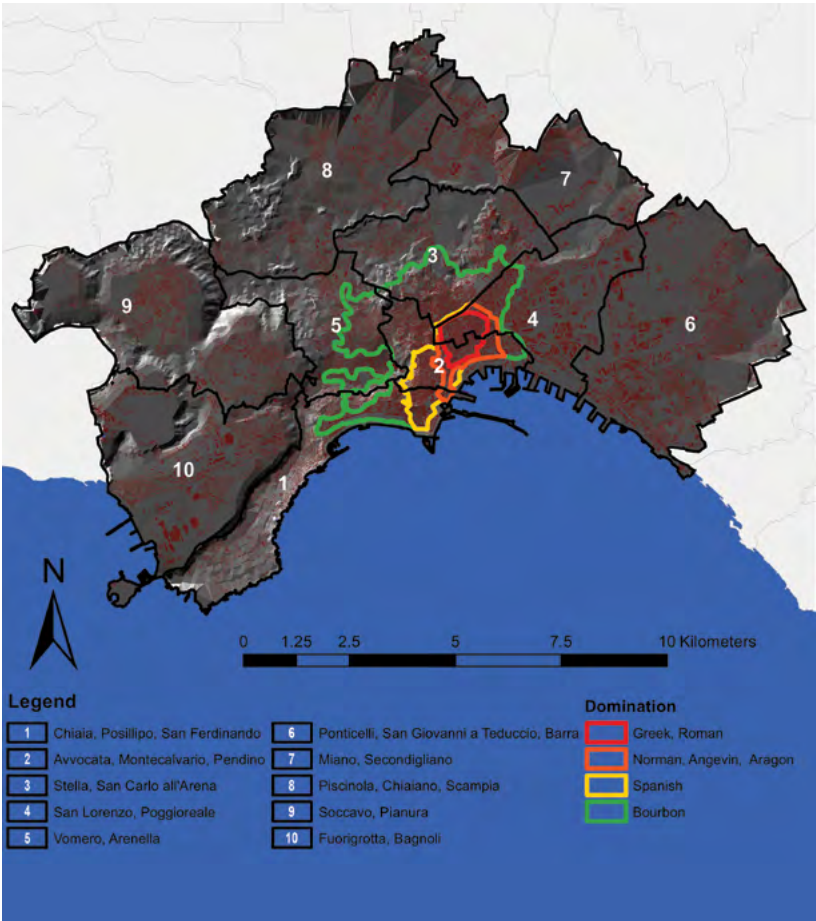 8
7
3
9
5
4
6
2
10
1
N
0 1.25 2.5 5 7.5 10 Kilometers
Legend
1 Chiaia, Posillipo, San Ferdinando
2 Avvocata, Montecalvario, Pendino
3 Stella, San Carlo all'Arena
4 San Lorenzo, Poggioreale
5 Vomero, Arenella
6 Ponticelli, San Giovanni a Teduccio, Barra
7 Miano, Secondigliano
8 Piscinola, Chiaiano, Scampia
9 Soccavo, Pianura
10 Fuorigrotta, Bagnoli
Domination
Greek, Roman
Norman, Angevin, Aragon
Spanish
Bourbon